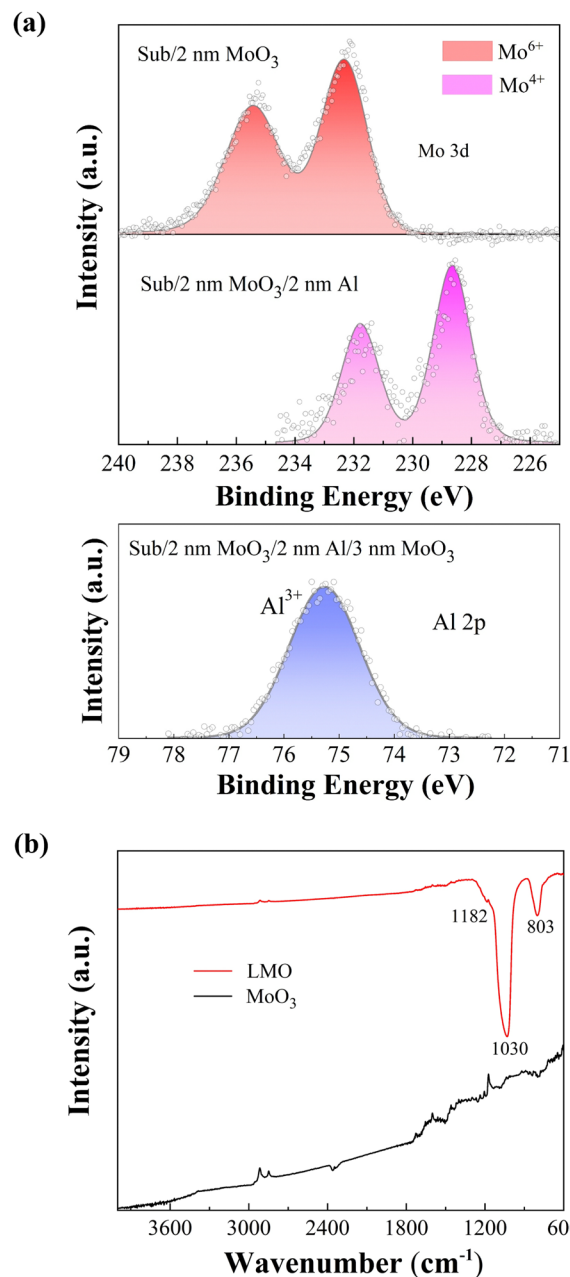 (a)
Sub/2 nm MoO₃
Mo⁶⁺
Mo⁴⁺
Mo 3d
Sub/2 nm MoO₃/2 nm Al
Intensity (a.u.)
240 238 236 234 232 230 228 226
Binding Energy (eV)
Sub/2 nm MoO₃/2 nm Al/3 nm MoO₃
Al³⁺
Al 2p
Intensity (a.u.)
79 78 77 76 75 74 73 72 71
Binding Energy (eV)
(b)
1182
803
1030
LMO
MoO₃
Intensity (a.u.)
3600 3000 2400 1800 1200 60
Wavenumber (cm⁻¹)